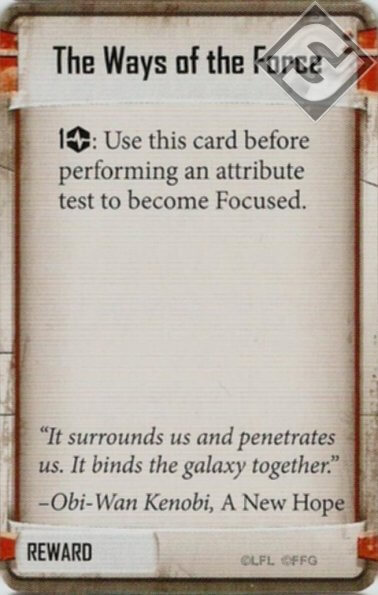 The Ways of the Force
1: Use this card before
performing an attribute
test to become Focused.
“It surrounds us and penetrates
us. It binds the galaxy together.”
–Obi-Wan Kenobi, A New Hope
REWARD
©LFL ©FFG